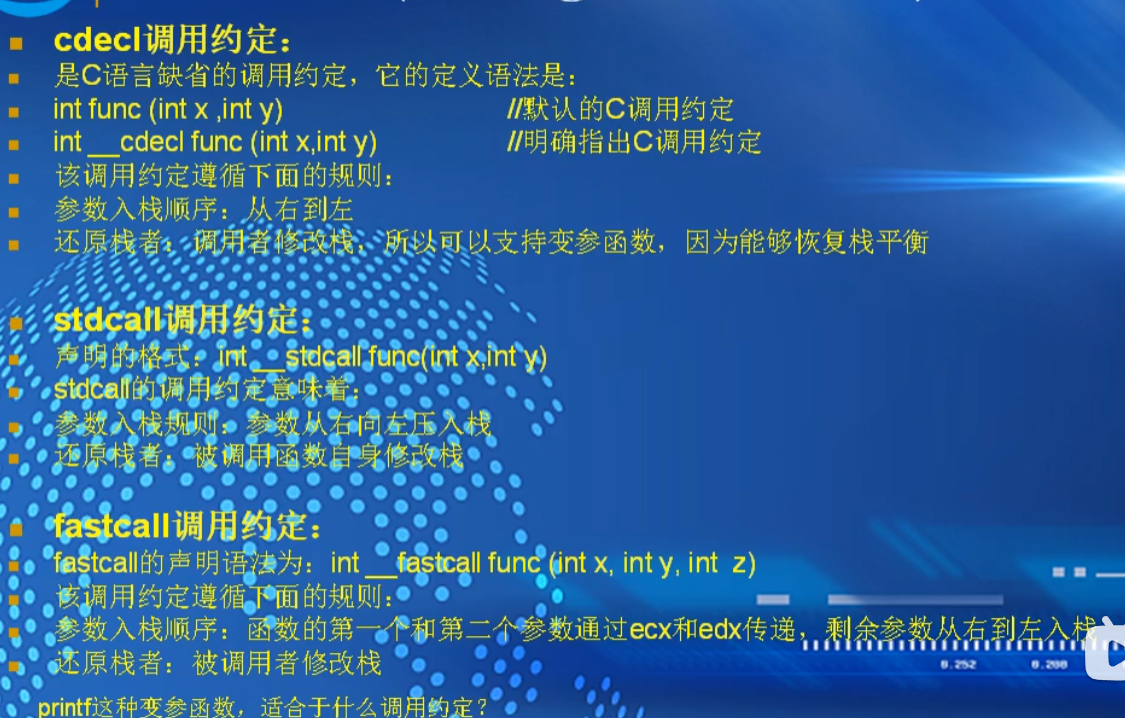 cdecl调用约定：
是C语言缺省的调用约定，它的定义语法是：
int func (int x ,int y) //默认的C调用约定
int __cdecl func (int x,int y) //明确指出C调用约定
该调用约定遵循下面的规则：
参数入栈顺序：从右到左
还原栈者：调用者修改栈，所以可以支持变参函数，因为能够恢复栈平衡
stdcall调用约定：
声明的格式：int __stdcall func(int x,int y)
stdcall的调用约定意味着：
参数入栈规则：参数从右向左压入栈
还原栈者：被调用函数自身修改栈
fastcall调用约定：
fastcall的声明语法为：int __fastcall func (int x, int y, int z)
该调用约定遵循下面的规则：
参数入栈顺序：函数的第一个和第二个参数通过ecx和edx传递，剩余参数从右到左入栈
还原栈者：被调用者修改栈
0.252 0.200
printf这种变参函数，适合于什么调用约定？